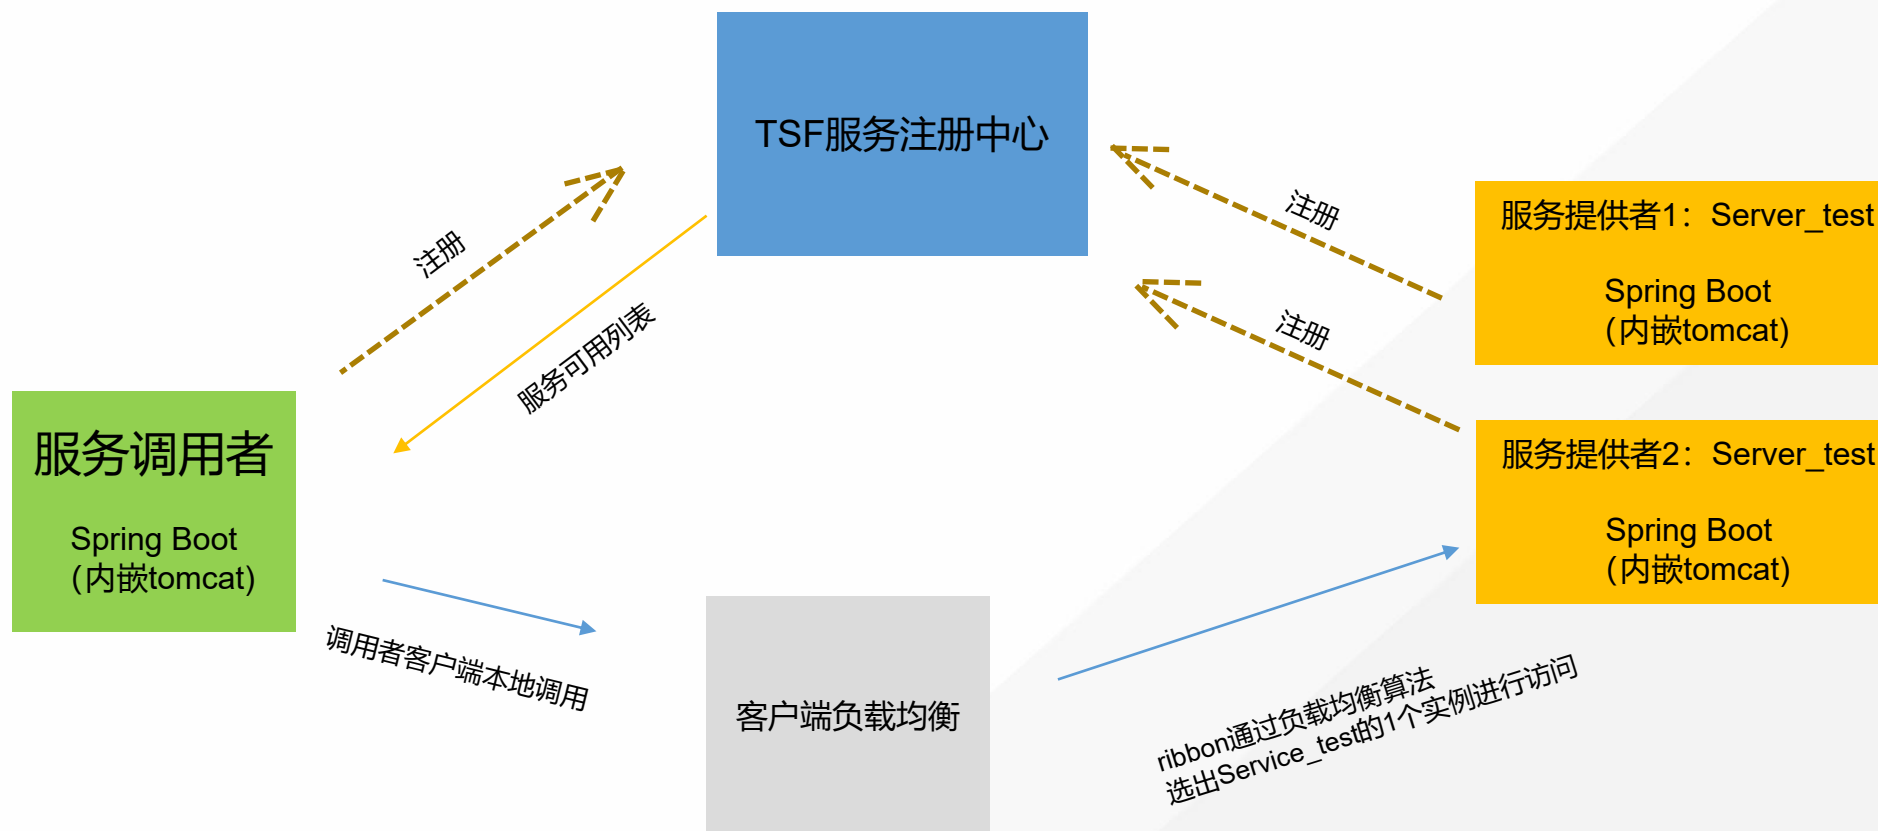 TSF服务注册中心
注册
服务可用列表
注册
注册
服务提供者1：Server_test
Spring Boot
(内嵌tomcat)
服务调用者
Spring Boot
(内嵌tomcat)
服务提供者2：Server_test
Spring Boot
(内嵌tomcat)
调用者客户端本地调用
客户端负载均衡
ribbon通过负载均衡算法
选出Service_test的1个实例进行访问